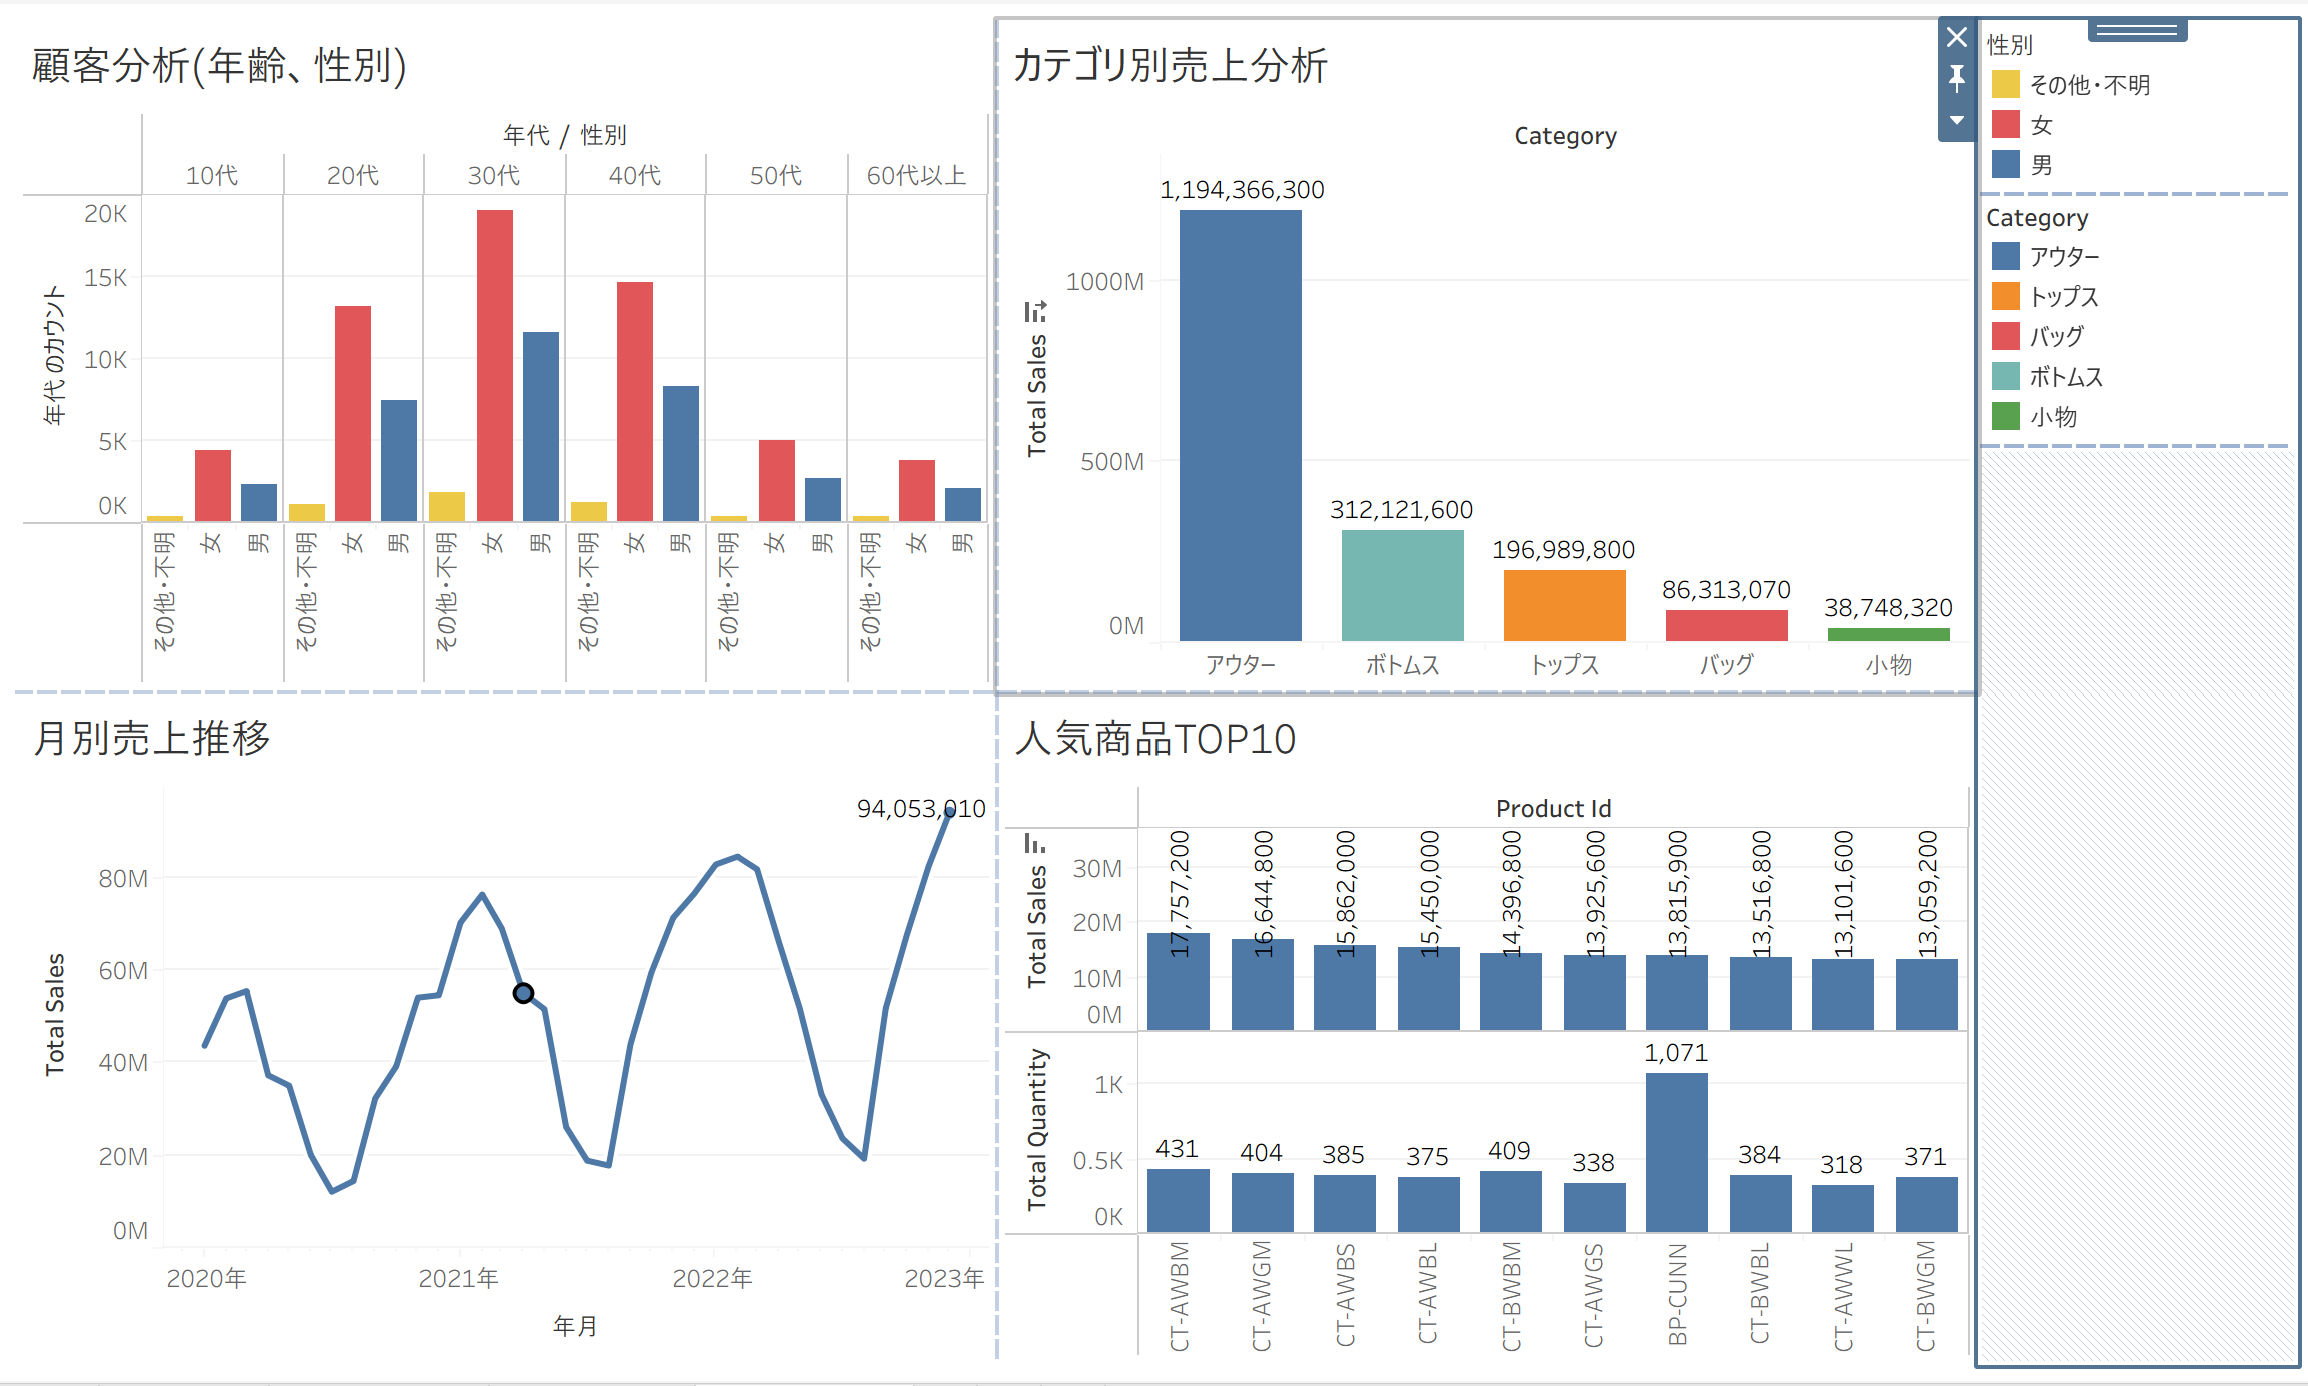 顧客分析(年齢、性別)
年代 / 性別
10代 20代 30代 40代 50代 60代以上
年代 のカウント
20K
15K
10K
5K
0K
その他・不明 女 男 その他・不明 女 男 その他・不明 女 男 その他・不明 女 男 その他・不明 女 男 その他・不明 女 男
カテゴリ別売上分析
Category
Total Sales
1000M
500M
0M
1,194,366,300
312,121,600
196,989,800
86,313,070
38,748,320
アウター ボトムス トップス バッグ 小物
性別
その他・不明
女
男
Category
アウター
トップス
バッグ
ボトムス
小物
月別売上推移
94,053,010
Total Sales
80M
60M
40M
20M
0M
2020年 2021年 2022年 2023年
年月
人気商品TOP10
Product Id
Total Sales
30M
20M
10M
0M
17,757,200 16,644,800 15,862,000 15,450,000 14,396,800 13,925,600 13,815,900 13,516,800 13,101,600 13,059,200
Total Quantity
1K
0.5K
0K
431 404 385 375 409 338 1,071 384 318 371
CT-AWBM CT-AWGM CT-AWBS CT-AWBL CT-BWBM CT-AWGS BP-CUNN CT-BWBL CT-AWWL CT-BWGM